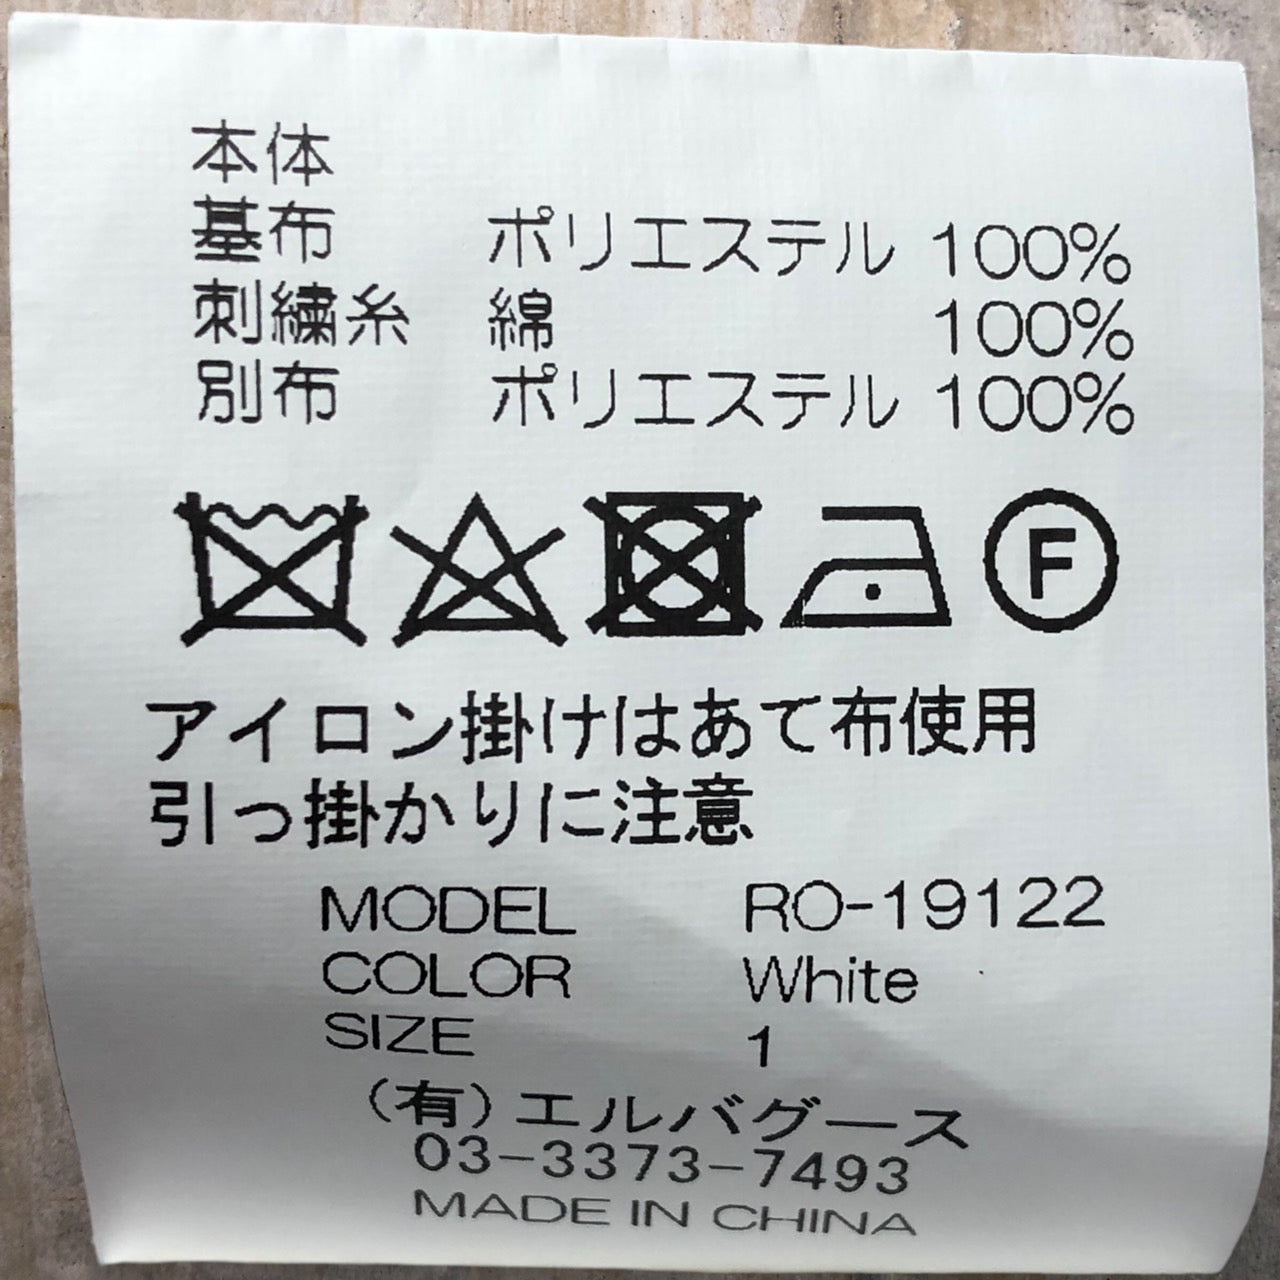 本体
基布 ポリエステル 100%
刺繍糸 綿 100%
別布 ポリエステル 100%
F
アイロン掛けはあて布使用
引っ掛かりに注意
MODEL RO-19122
COLOR White
SIZE 1
(有)エルバグース
03-3373-7493
MADE IN CHINA